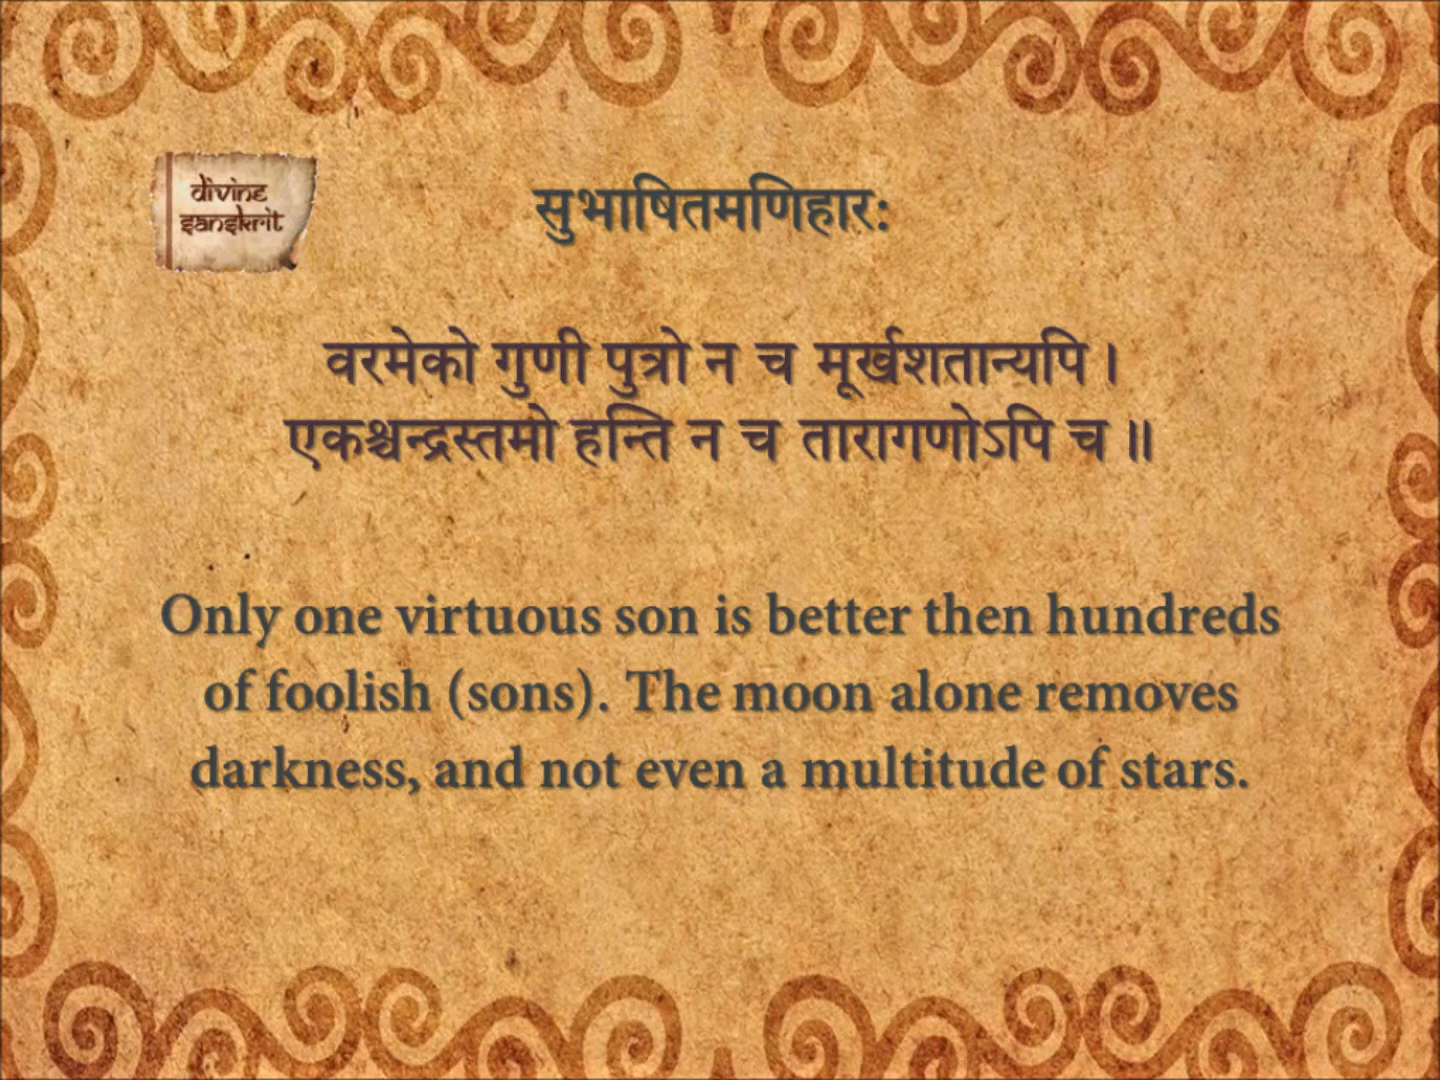 divine
sanskrit
सुभाषितमणिहार:
वरमेको गुणी पुत्रो न च मूर्खशतान्यपि ।
एकश्चन्द्रस्तमो हन्ति न च तारागणोऽपि च ॥
Only one virtuous son is better then hundreds
of foolish (sons). The moon alone removes
darkness, and not even a multitude of stars.